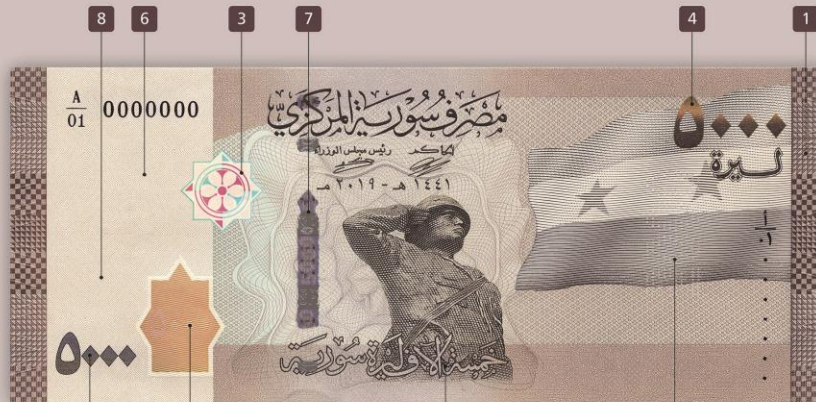 8 6 3 7 4 1
A/01 0000000
مصرف سورية المركزي
٥٠٠٠
ليرة
الحاكم رئيس مجلس الوزراء
١٤٤١ هـ - ٢٠١٩ مـ
أ/٠١
٥٠٠٠
خمسة آلاف ليرة سورية